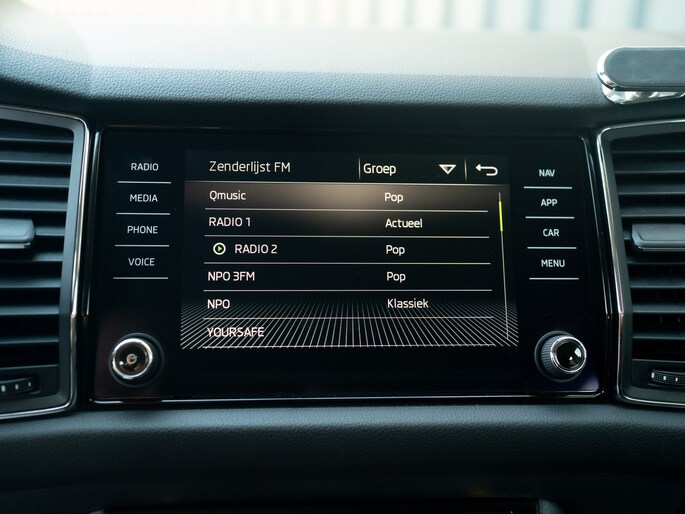 RADIO
MEDIA
PHONE
VOICE
Zenderlijst FM Groep
Qmusic Pop
RADIO 1 Actueel
RADIO 2 Pop
NPO 3FM Pop
NPO Klassiek
YOURSAFE
NAV
APP
CAR
MENU